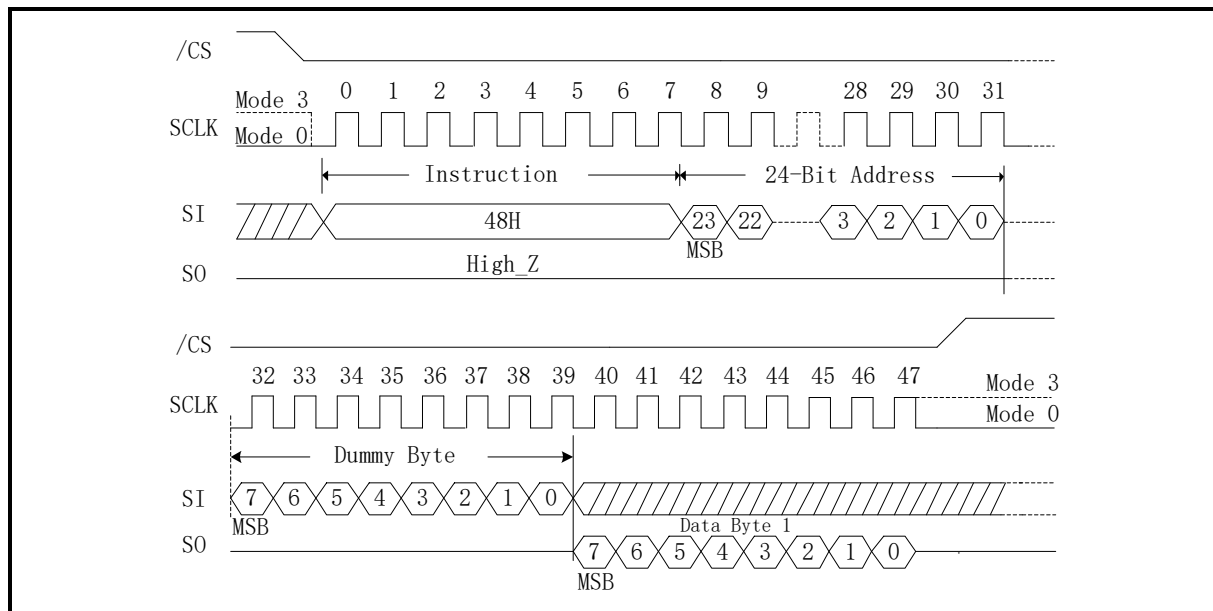 /CS
0 1 2 3 4 5 6 7 8 9 28 29 30 31
Mode 3
SCLK
Mode 0
Instruction 24-Bit Address
SI 48H 23 22 3 2 1 0
MSB
High_Z
SO
/CS
32 33 34 35 36 37 38 39 40 41 42 43 44 45 46 47
Mode 3
SCLK
Mode 0
Dummy Byte
SI 7 6 5 4 3 2 1 0
MSB
Data Byte 1
SO 7 6 5 4 3 2 1 0
MSB